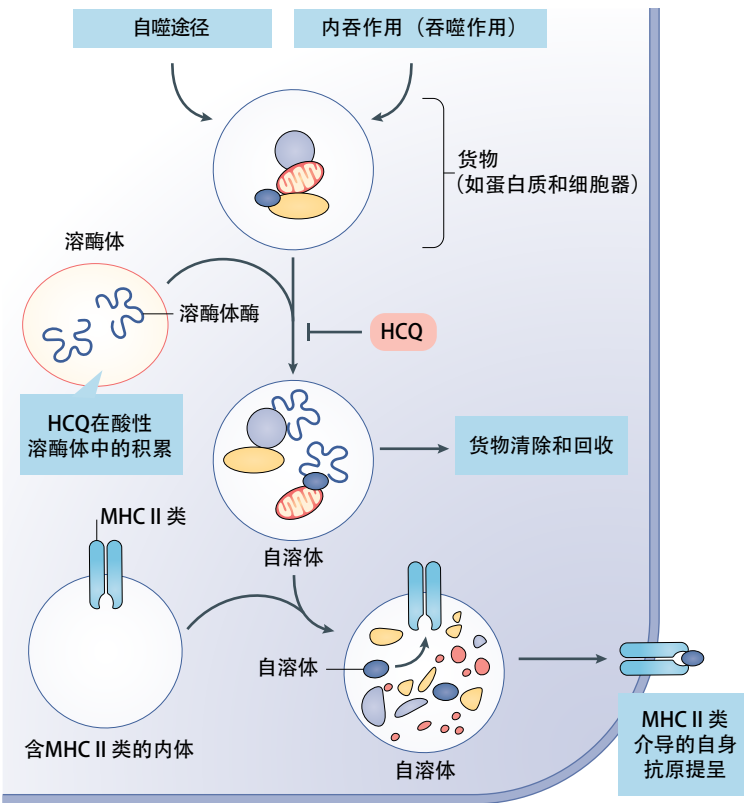 自噬途径
内吞作用（吞噬作用）
货物
（如蛋白质和细胞器）
溶酶体
溶酶体酶
HCQ
HCQ在酸性
溶酶体中的积累
货物清除和回收
MHC II 类
自溶体
自溶体
含MHC II 类的内体
自溶体
MHC II 类
介导的自身
抗原提呈